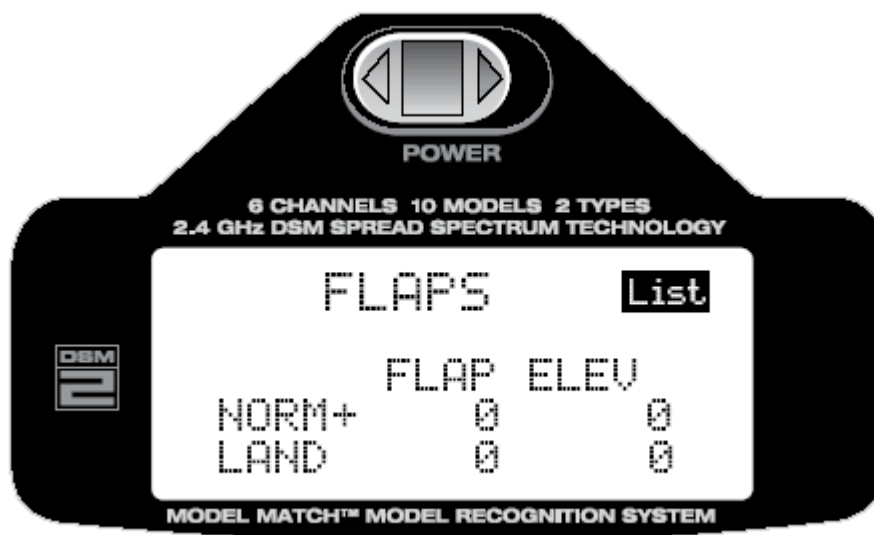 POWER
6 CHANNELS 10 MODELS 2 TYPES
2.4 GHz DSM SPREAD SPECTRUM TECHNOLOGY
FLAPS List
DSM
2
FLAP ELEV
NORM+ 0 0
LAND 0 0
MODEL MATCH™ MODEL RECOGNITION SYSTEM